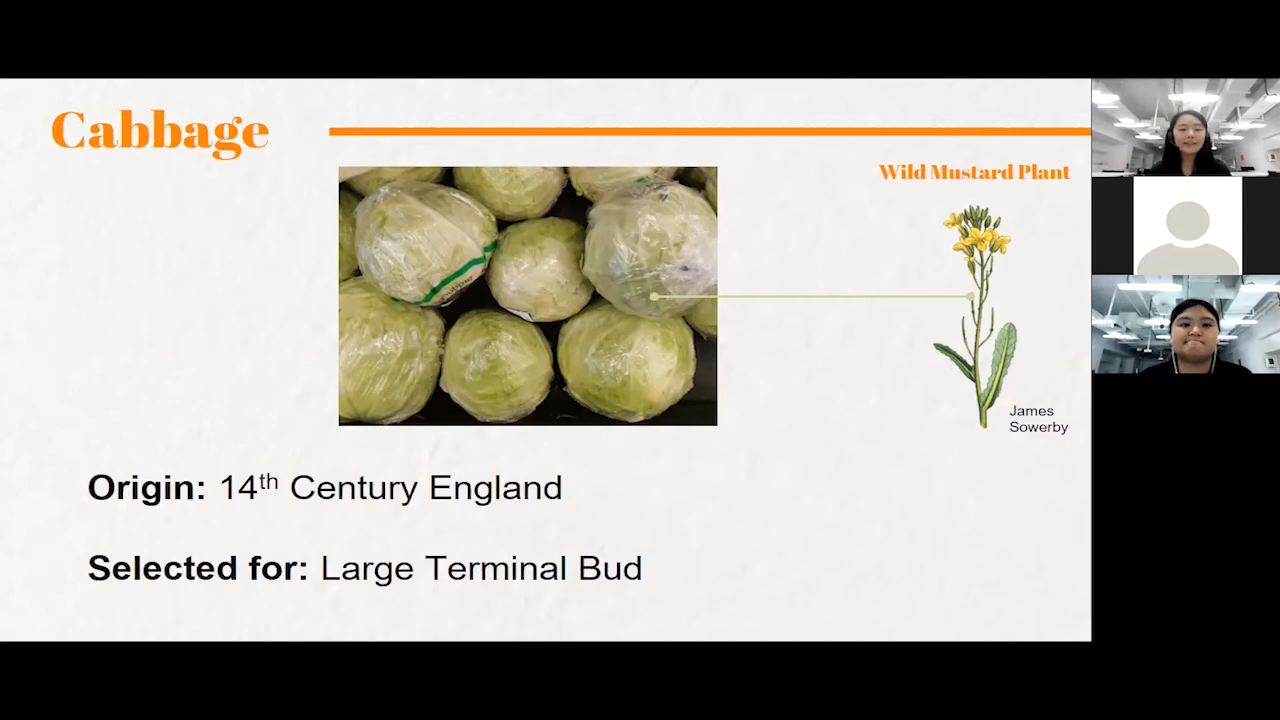 Cabbage
Wild Mustard Plant
James
Sowerby
Origin: 14th Century England
Selected for: Large Terminal Bud